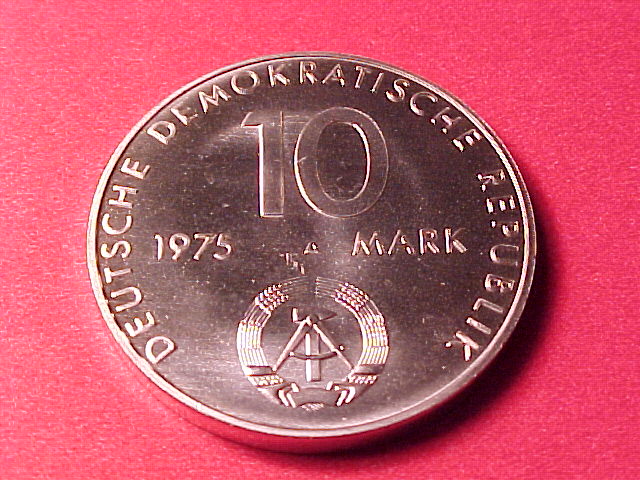 DEUTSCHE DEMOKRATISCHE REPUBLIK
10
1975 A MARK